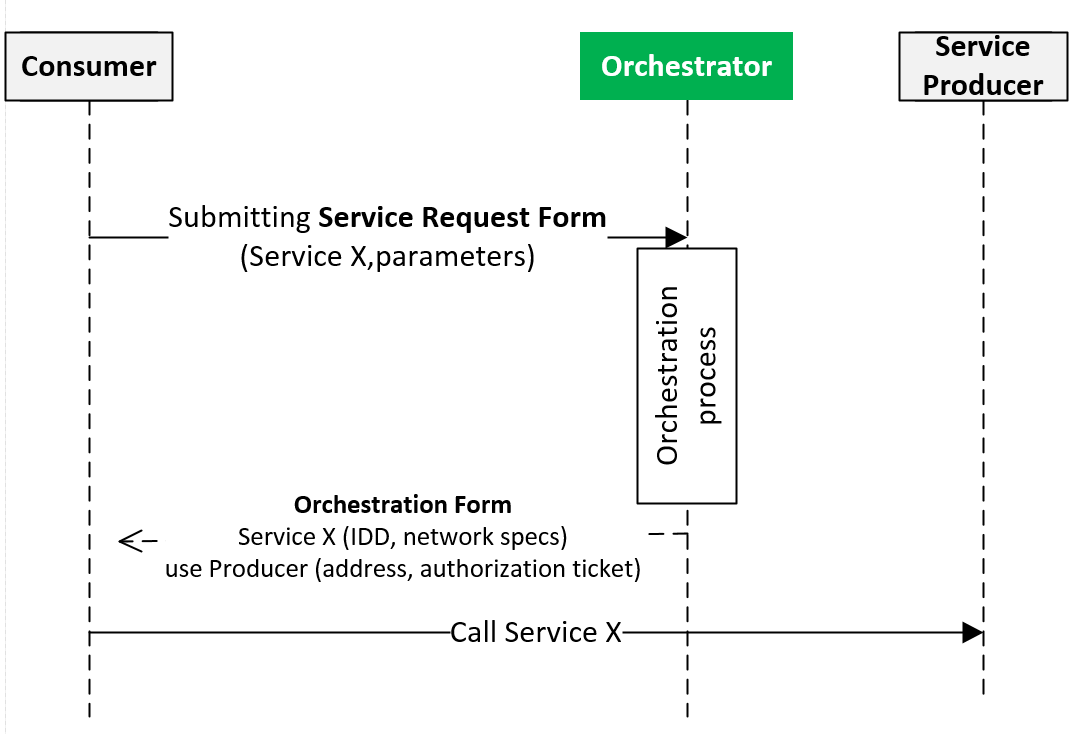 Consumer
Orchestrator
Service
Producer
Submitting Service Request Form
(Service X,parameters)
Orchestration
process
Orchestration Form
Service X (IDD, network specs)
use Producer (address, authorization ticket)
Call Service X